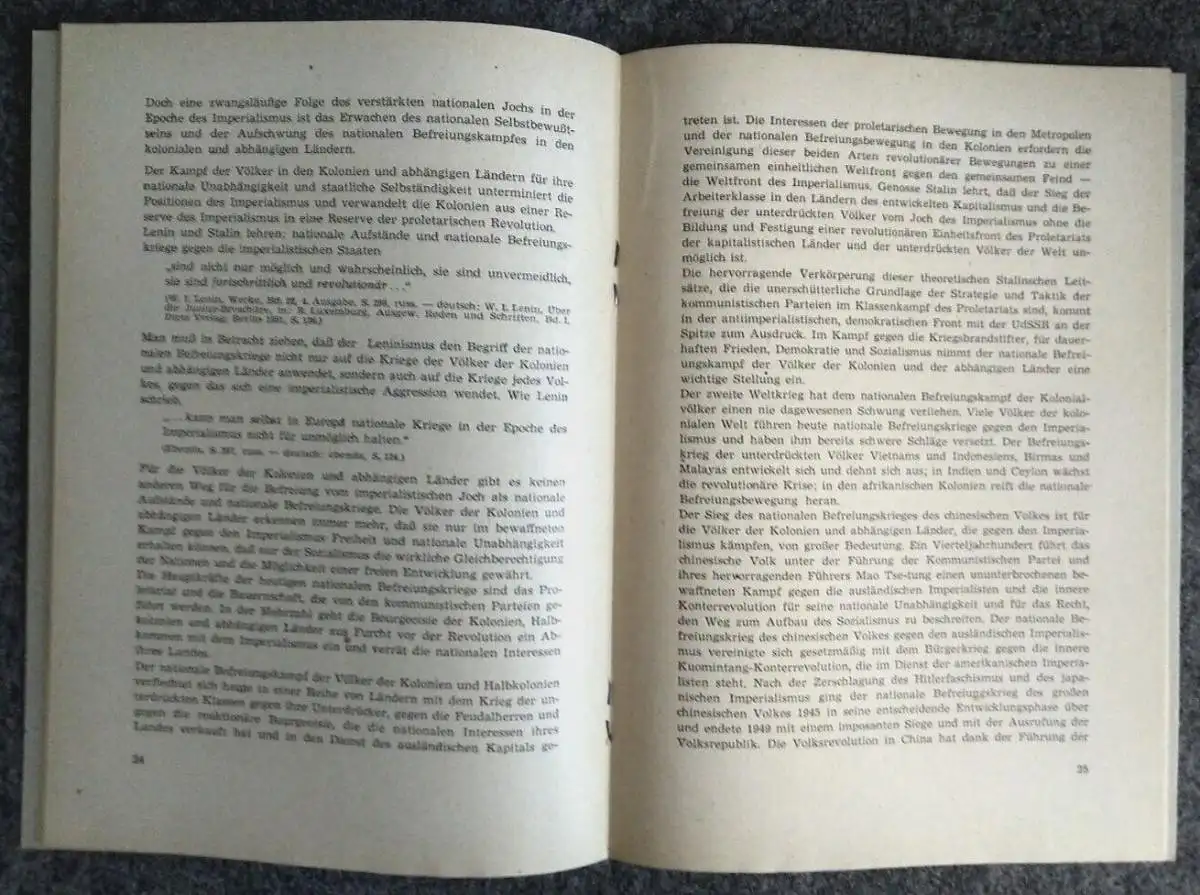 Doch eine zwangsläufige Folge des verstärkten nationalen Jochs in der
Epoche des Imperialismus ist das Erwachen des nationalen Selbstbewußt-
seins und der Aufschwung des nationalen Befreiungskampfes in den
kolonialen und abhängigen Ländern.
Der Kampf der Völker in den Kolonien und abhängigen Ländern für ihre
nationale Unabhängigkeit und staatliche Selbständigkeit unterminiert die
Positionen des Imperialismus und verwandelt die Kolonien aus einer Re-
serve des Imperialismus in eine Reserve der proletarischen Revolution.
Lenin und Stalin lehren: nationale Aufstände und nationale Befreiungs-
kriege gegen die imperialistischen Staaten
„sind nicht nur möglich und wahrscheinlich, sie sind unvermeidlich,
sie sind fortschrittlich und revolutionär . . .“
(W. I. Lenin, Werke, Bd. 22, 4. Ausgabe, S. 296, russ. — deutsch: W. I. Lenin, Über
die Junius-Broschüre, in: R. Luxemburg, Ausgew. Reden und Schriften, Bd. I,
Dietz Verlag, Berlin 1951, S.
Man muß in Betracht ziehen, daß der Leninismus den Begriff der natio-
nalen Befreiungskriege nicht nur auf die Kriege der Völker der Kolonien
und abhängigen Länder anwendet, sondern auch auf die Kriege jedes Vol-
kes, gegen das sich eine imperialistische Aggression wendet. Wie Lenin
schrieb,
„. . . kann man selbst in Europa nationale Kriege in der Epoche des
Imperialismus nicht für unmöglich halten.“
(Ebenda, S. 297, russ. — deutsch: ebenda, S.
Für die Völker der Kolonien und abhängigen Länder gibt es keinen
anderen Weg für die Befreiung vom imperialistischen Joch als nationale
Aufstände und nationale Befreiungskriege. Die Völker der Kolonien und
abhängigen Länder erkennen immer mehr, daß sie nur im bewaffneten
Kampf gegen den Imperialismus Freiheit und nationale Unabhängigkeit
erhalten können, daß nur der Sozialismus die wirkliche Gleichberechtigung
der Nationen und die Möglichkeit einer freien Entwicklung gewährt.
Die Hauptkräfte der heutigen nationalen Befreiungskriege sind das Pro-
letariat und die Bauernschaft, die von den kommunistischen Parteien ge-
führt werden. In der Mehrzahl geht die Bourgeoisie der Kolonien, Halb-
kolonien und abhängigen Länder aus Furcht vor der Revolution ein Ab-
kommen mit dem Imperialismus ein und verrät die nationalen Interessen
ihres Landes.
Der nationale Befreiungskampf der Völker der Kolonien und Halbkolonien
verflechtet sich heute in einer Reihe von Ländern mit dem Krieg der un-
terdrückten Klassen gegen ihre Unterdrücker, gegen die Feudalherren und
gegen die reaktionäre Bourgeoisie, die die nationalen Interessen ihres
Landes verkauft hat und in den Dienst des ausländischen Kapitals ge-
24
treten ist. Die Interessen der proletarischen Bewegung in den Metropolen
und der nationalen Befreiungsbewegung in den Kolonien erfordern die
Vereinigung dieser beiden Arten revolutionärer Bewegungen zu einer
gemeinsamen einheitlichen Weltfront gegen den gemeinsamen Feind —
die Weltfront des Imperialismus. Genosse Stalin lehrt, daß der Sieg der
Arbeiterklasse in den Ländern des entwickelten Kapitalismus und die Be-
freiung der unterdrückten Völker vom Joch des Imperialismus ohne die
Bildung und Festigung einer revolutionären Einheitsfront des Proletariats
der kapitalistischen Länder und der unterdrückten Völker der Welt un-
möglich ist.
Die hervorragende Verkörperung dieser theoretischen Stalinschen Leit-
sätze, die die unerschütterliche Grundlage der Strategie und Taktik der
kommunistischen Parteien im Klassenkampf des Proletariats sind, kommt
in der antiimperialistischen, demokratischen Front mit der UdSSR an der
Spitze zum Ausdruck. Im Kampf gegen die Kriegsbrandstifter, für dauer-
haften Frieden, Demokratie und Sozialismus nimmt der nationale Befrei-
ungskampf der Völker der Kolonien und der abhängigen Länder eine
wichtige Stellung ein.
Der zweite Weltkrieg hat dem nationalen Befreiungskampf der Kolonial-
völker einen nie dagewesenen Schwung verliehen. Viele Völker der kolo-
nialen Welt führen heute nationale Befreiungskriege gegen den Imperia-
lismus und haben ihm bereits schwere Schläge versetzt. Der Befreiungs-
krieg der unterdrückten Völker Vietnams und Indonesiens, Birmas und
Malayas entwickelt sich und dehnt sich aus; in Indien und Ceylon wächst
die revolutionäre Krise; in den afrikanischen Kolonien reift die nationale
Befreiungsbewegung heran.
Der Sieg des nationalen Befreiungskrieges des chinesischen Volkes ist für
die Völker der Kolonien und abhängigen Länder, die gegen den Imperia-
lismus kämpfen, von großer Bedeutung. Ein Vierteljahrhundert führt das
chinesische Volk unter der Führung der Kommunistischen Partei und
ihres hervorragenden Führers Mao Tse-tung einen ununterbrochenen be-
waffneten Kampf gegen die ausländischen Imperialisten und die innere
Konterrevolution für seine nationale Unabhängigkeit und für das Recht,
den Weg zum Aufbau des Sozialismus zu beschreiten. Der nationale Be-
freiungskrieg des chinesischen Volkes gegen den ausländischen Imperialis-
mus vereinigte sich gesetzmäßig mit dem Bürgerkrieg gegen die innere
Kuomintang-Konterrevolution, die im Dienst der amerikanischen Imperia-
listen steht. Nach der Zerschlagung des Hitlerfaschismus und des japa-
nischen Imperialismus ging der nationale Befreiungskrieg des großen
chinesischen Volkes 1945 in seine entscheidende Entwicklungsphase über
und endete 1949 mit einem imposanten Siege und mit der Ausrufung der
Volksrepublik. Die Volksrevolution in China hat dank der Führung der
25